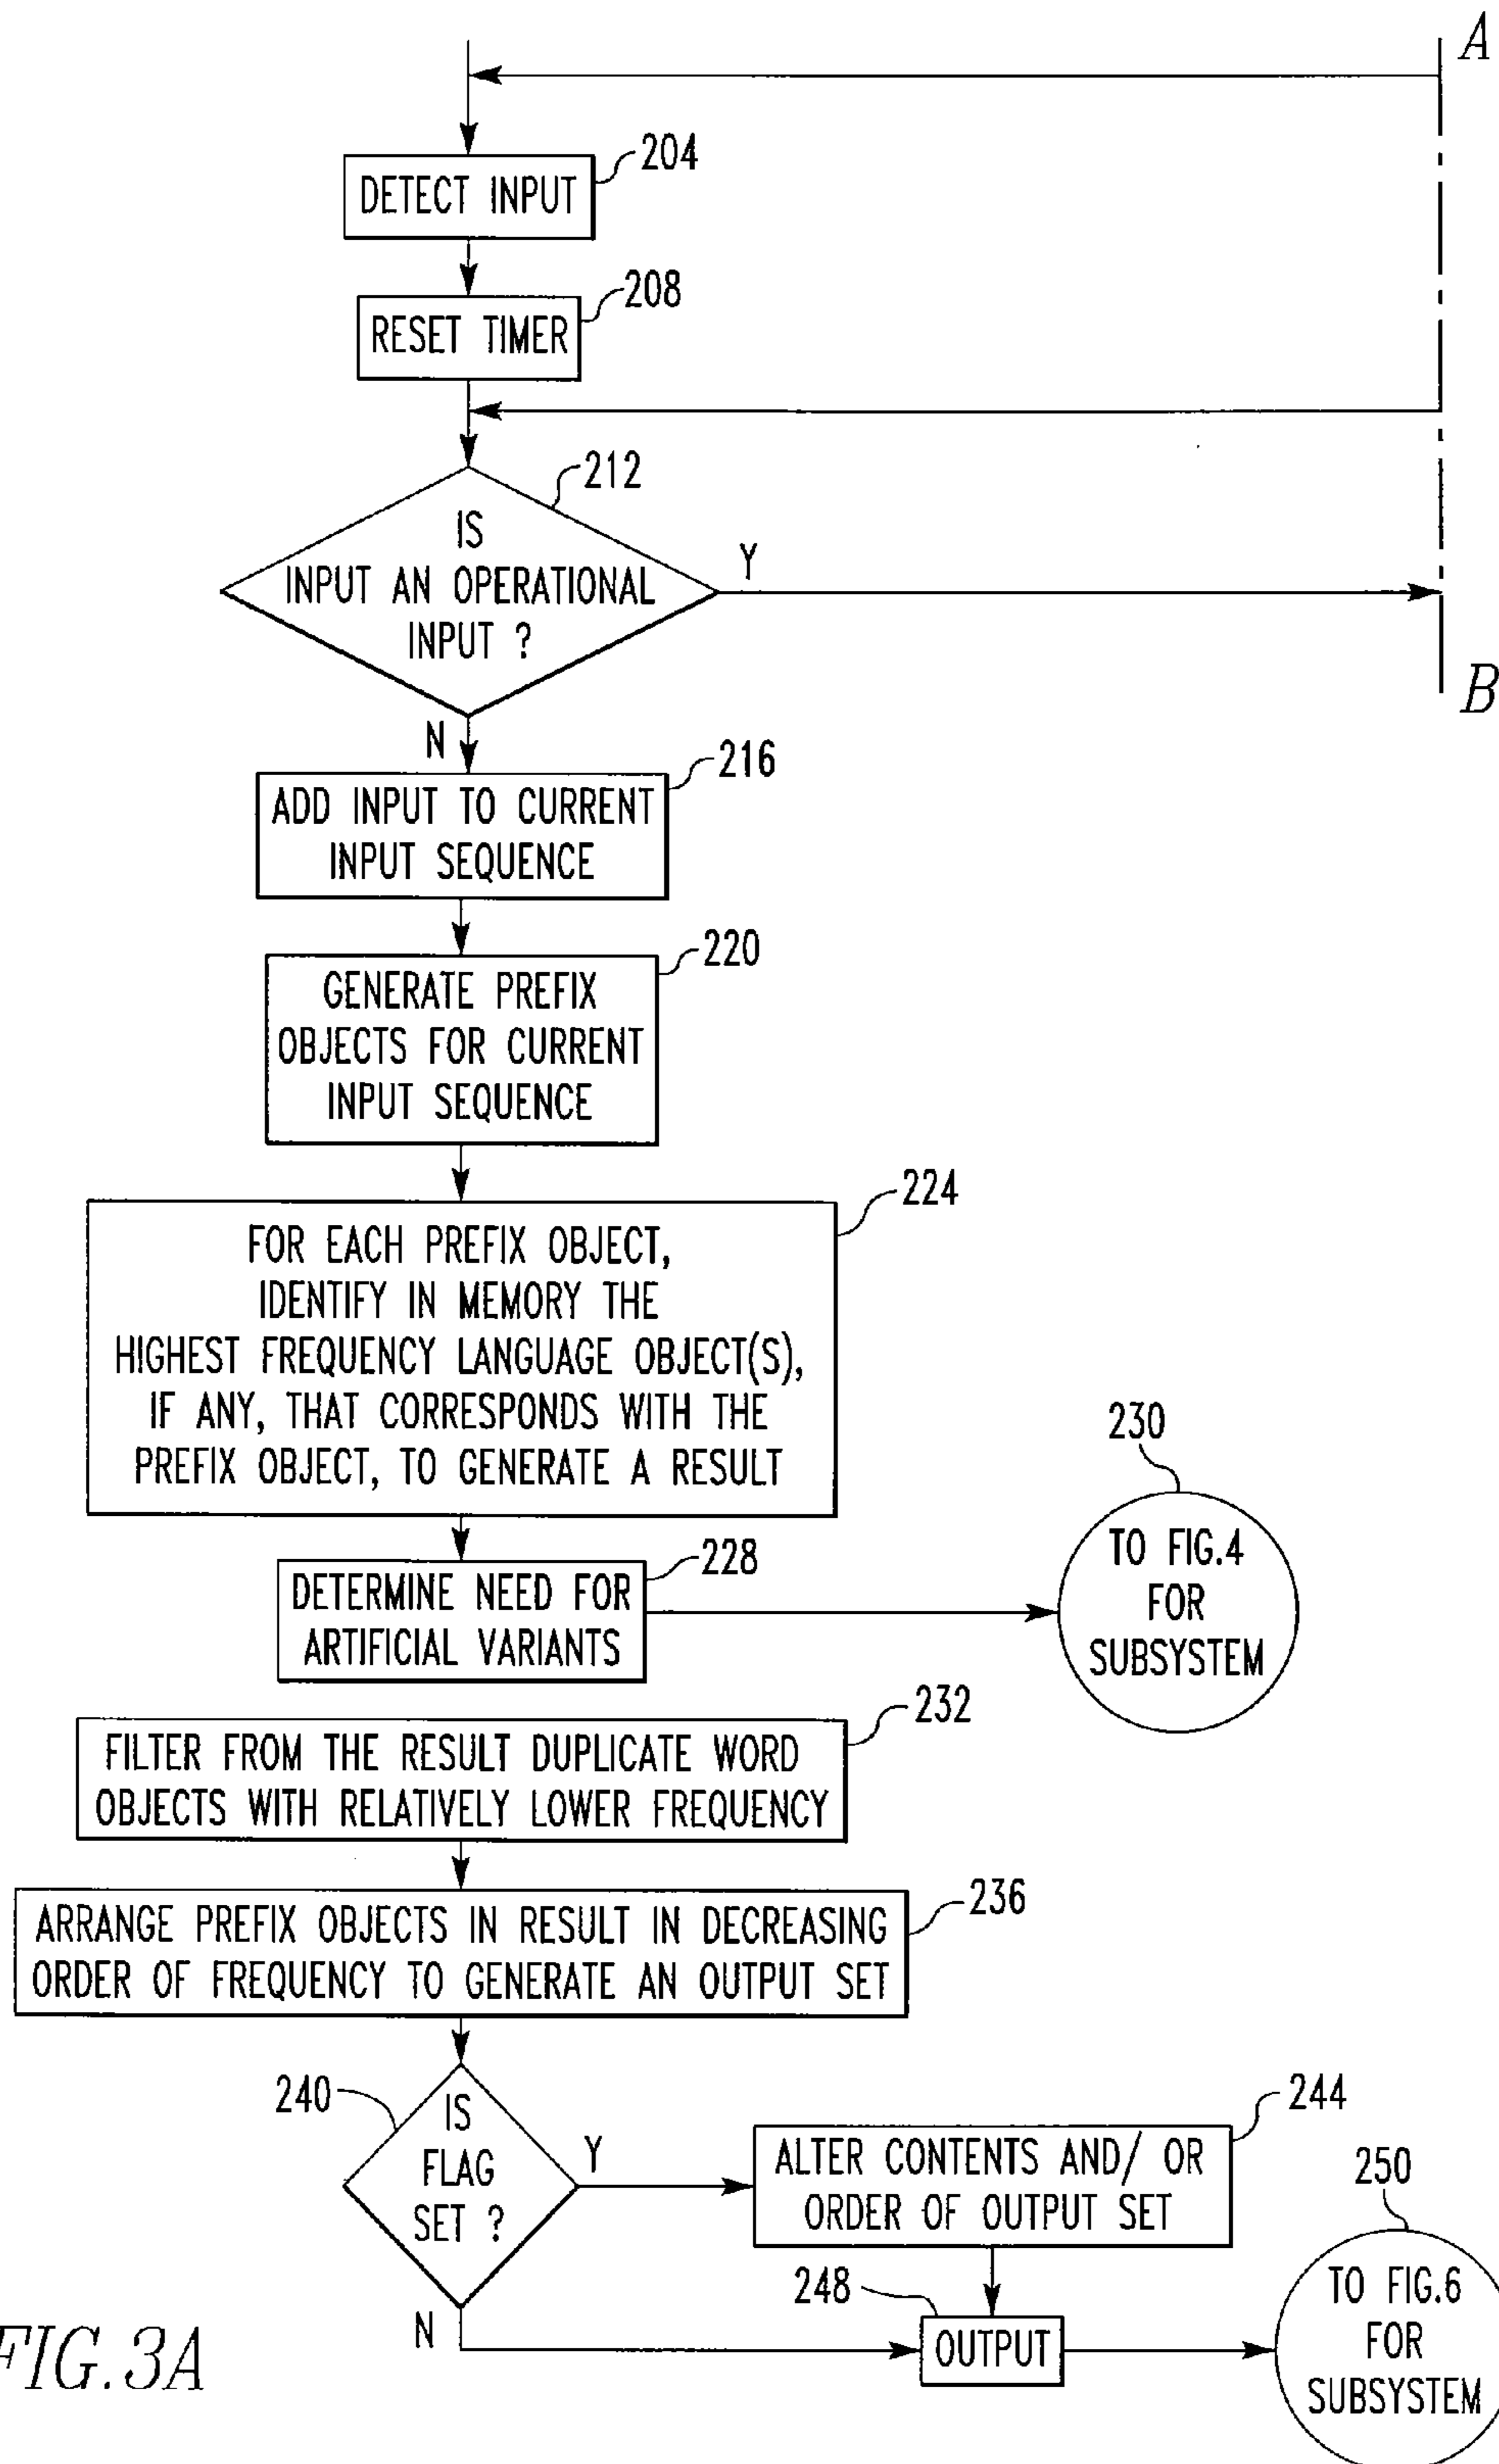 A
204
DETECT INPUT
208
RESET TIMER
212
IS
INPUT AN OPERATIONAL
INPUT ?
Y
B
N
216
ADD INPUT TO CURRENT
INPUT SEQUENCE
220
GENERATE PREFIX
OBJECTS FOR CURRENT
INPUT SEQUENCE
224
FOR EACH PREFIX OBJECT,
IDENTIFY IN MEMORY THE
HIGHEST FREQUENCY LANGUAGE OBJECT(S),
IF ANY, THAT CORRESPONDS WITH THE
PREFIX OBJECT, TO GENERATE A RESULT
230
TO FIG.4
FOR
SUBSYSTEM
228
DETERMINE NEED FOR
ARTIFICIAL VARIANTS
232
FILTER FROM THE RESULT DUPLICATE WORD
OBJECTS WITH RELATIVELY LOWER FREQUENCY
236
ARRANGE PREFIX OBJECTS IN RESULT IN DECREASING
ORDER OF FREQUENCY TO GENERATE AN OUTPUT SET
240
IS
FLAG
SET ?
Y
244
ALTER CONTENTS AND/ OR
ORDER OF OUTPUT SET
250
TO FIG.6
FOR
SUBSYSTEM
248
OUTPUT
N
FIG.3A